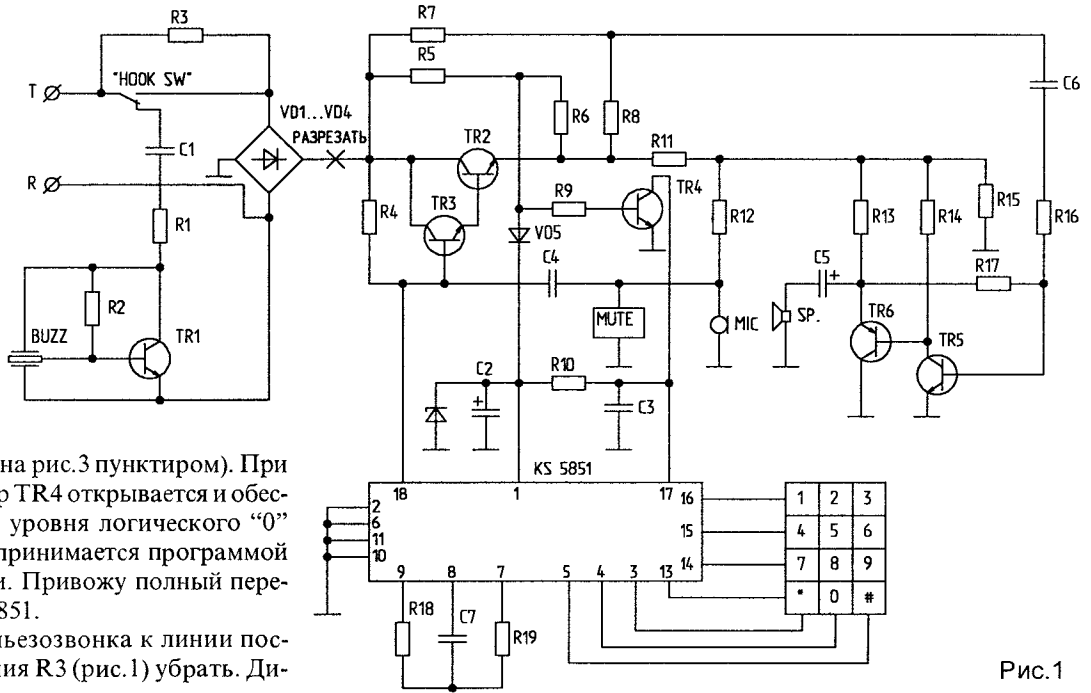 R3
"HOOK SW"
T
VD1...VD4
РАЗРЕЗАТЬ
C1
R
R1
R2
BUZZ
TR1
R7
R5
R6
R8
C6
TR2
R11
R4
TR3
R9
TR4
R12
R13
R14
R15
R16
VD5
C4
C5
+
R17
MUTE
MIC
SP.
TR6
TR5
C2
+
R10
C3
KS 5851
18 1 17
2
6
11
10
16
15
14
9 8 7 5 4 3 13
1 2 3
4 5 6
7 8 9
* 0 #
R18
C7
R19
на рис.3 пунктиром). При
р TR4 открывается и обес-
уровня логического “0”
принимается программой
и. Привожу полный пере-
851.
ьезозвонка к линии пос-
ия R3 (рис.1) убрать. Ди-
Рис.1